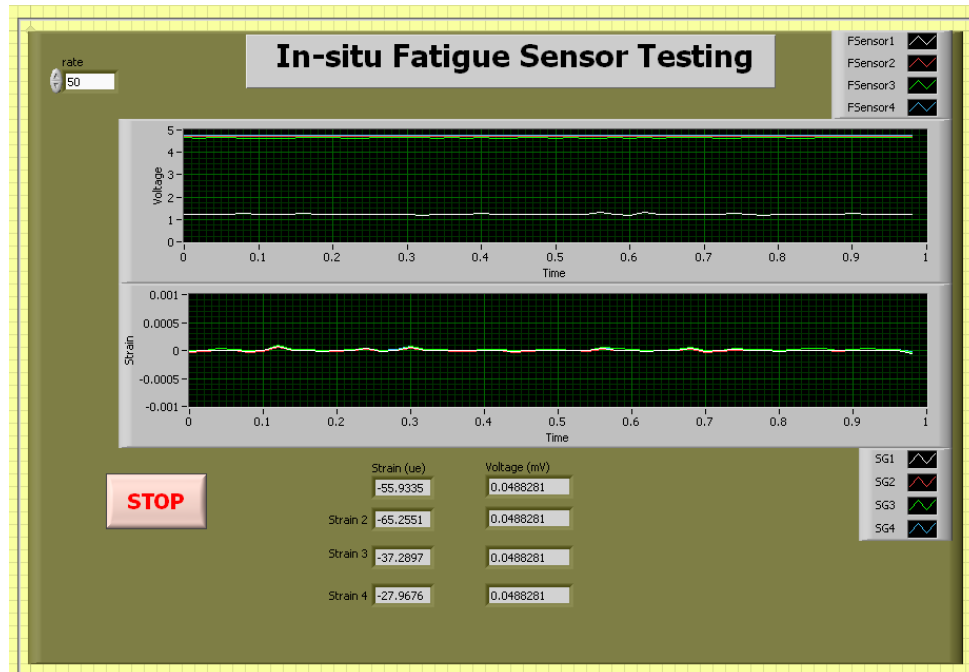 In-situ Fatigue Sensor Testing
rate
50
FSensor1
FSensor2
FSensor3
FSensor4
Voltage
5
4
3
2
1
0
0 0.1 0.2 0.3 0.4 0.5 0.6 0.7 0.8 0.9 1
Time
Strain
0.001
0.0005
0
-0.0005
-0.001
0 0.1 0.2 0.3 0.4 0.5 0.6 0.7 0.8 0.9 1
Time
SG1
SG2
SG3
SG4
STOP
Strain (ue) Voltage (mV)
-55.9335 0.0488281
Strain 2 -65.2551 0.0488281
Strain 3 -37.2897 0.0488281
Strain 4 -27.9676 0.0488281